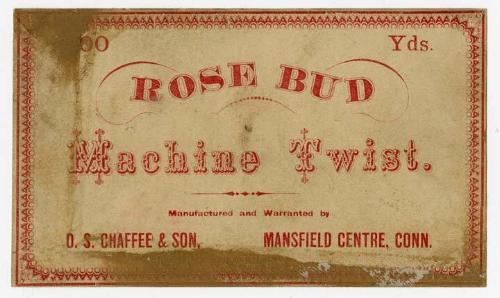 00 Yds.
ROSE BUD
Machine Twist.
Manufactured and Warranted by
O. S. CHAFFEE & SON, MANSFIELD CENTRE, CONN.